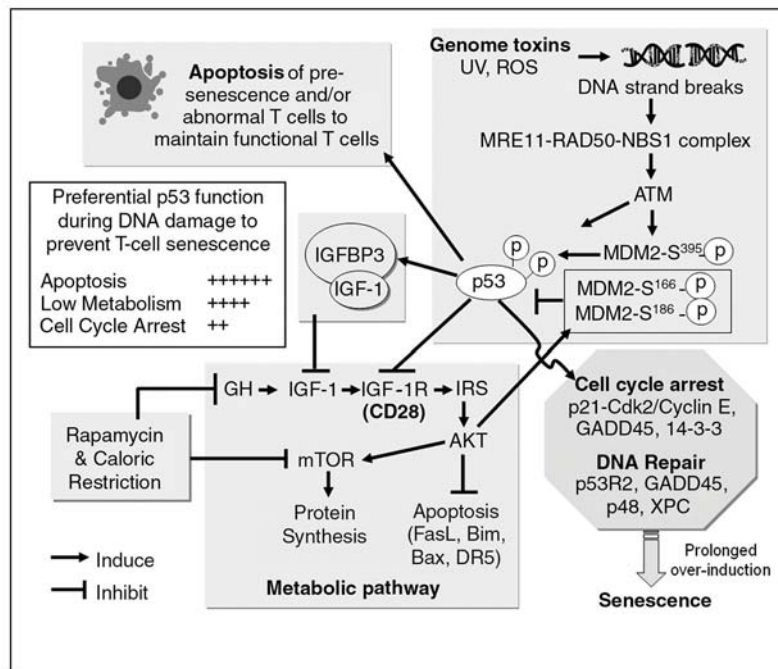 Apoptosis of pre-
senescence and/or
abnormal T cells to
maintain functional T cells
Genome toxins
UV, ROS
DNA strand breaks
MRE11-RAD50-NBS1 complex
ATM
MDM2-S395-p
MDM2-S166-p
MDM2-S186-p
p
p
p53
Preferential p53 function
during DNA damage to
prevent T-cell senescence
Apoptosis ++++++
Low Metabolism ++++
Cell Cycle Arrest ++
IGFBP3
IGF-1
GH
IGF-1
IGF-1R
(CD28)
IRS
AKT
mTOR
Protein
Synthesis
Apoptosis
(FasL, Bim,
Bax, DR5)
Metabolic pathway
Rapamycin
& Caloric
Restriction
Induce
Inhibit
Cell cycle arrest
p21-Cdk2/Cyclin E,
GADD45, 14-3-3
DNA Repair
p53R2, GADD45,
p48, XPC
Prolonged
over-induction
Senescence